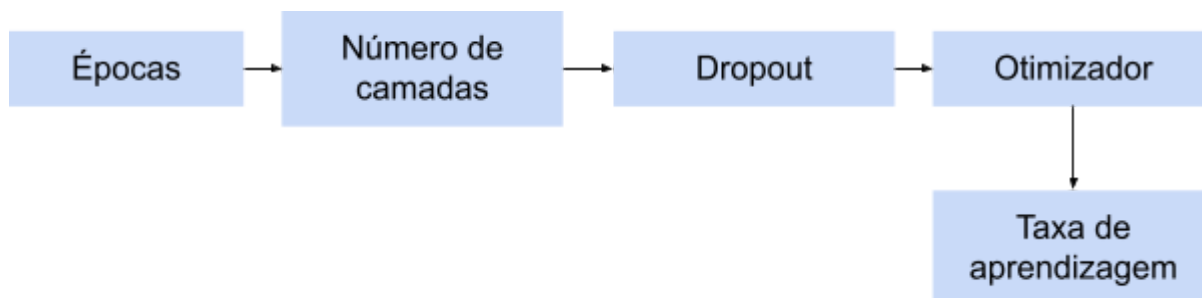 Épocas
Número de
camadas
Dropout
Otimizador
Taxa de
aprendizagem